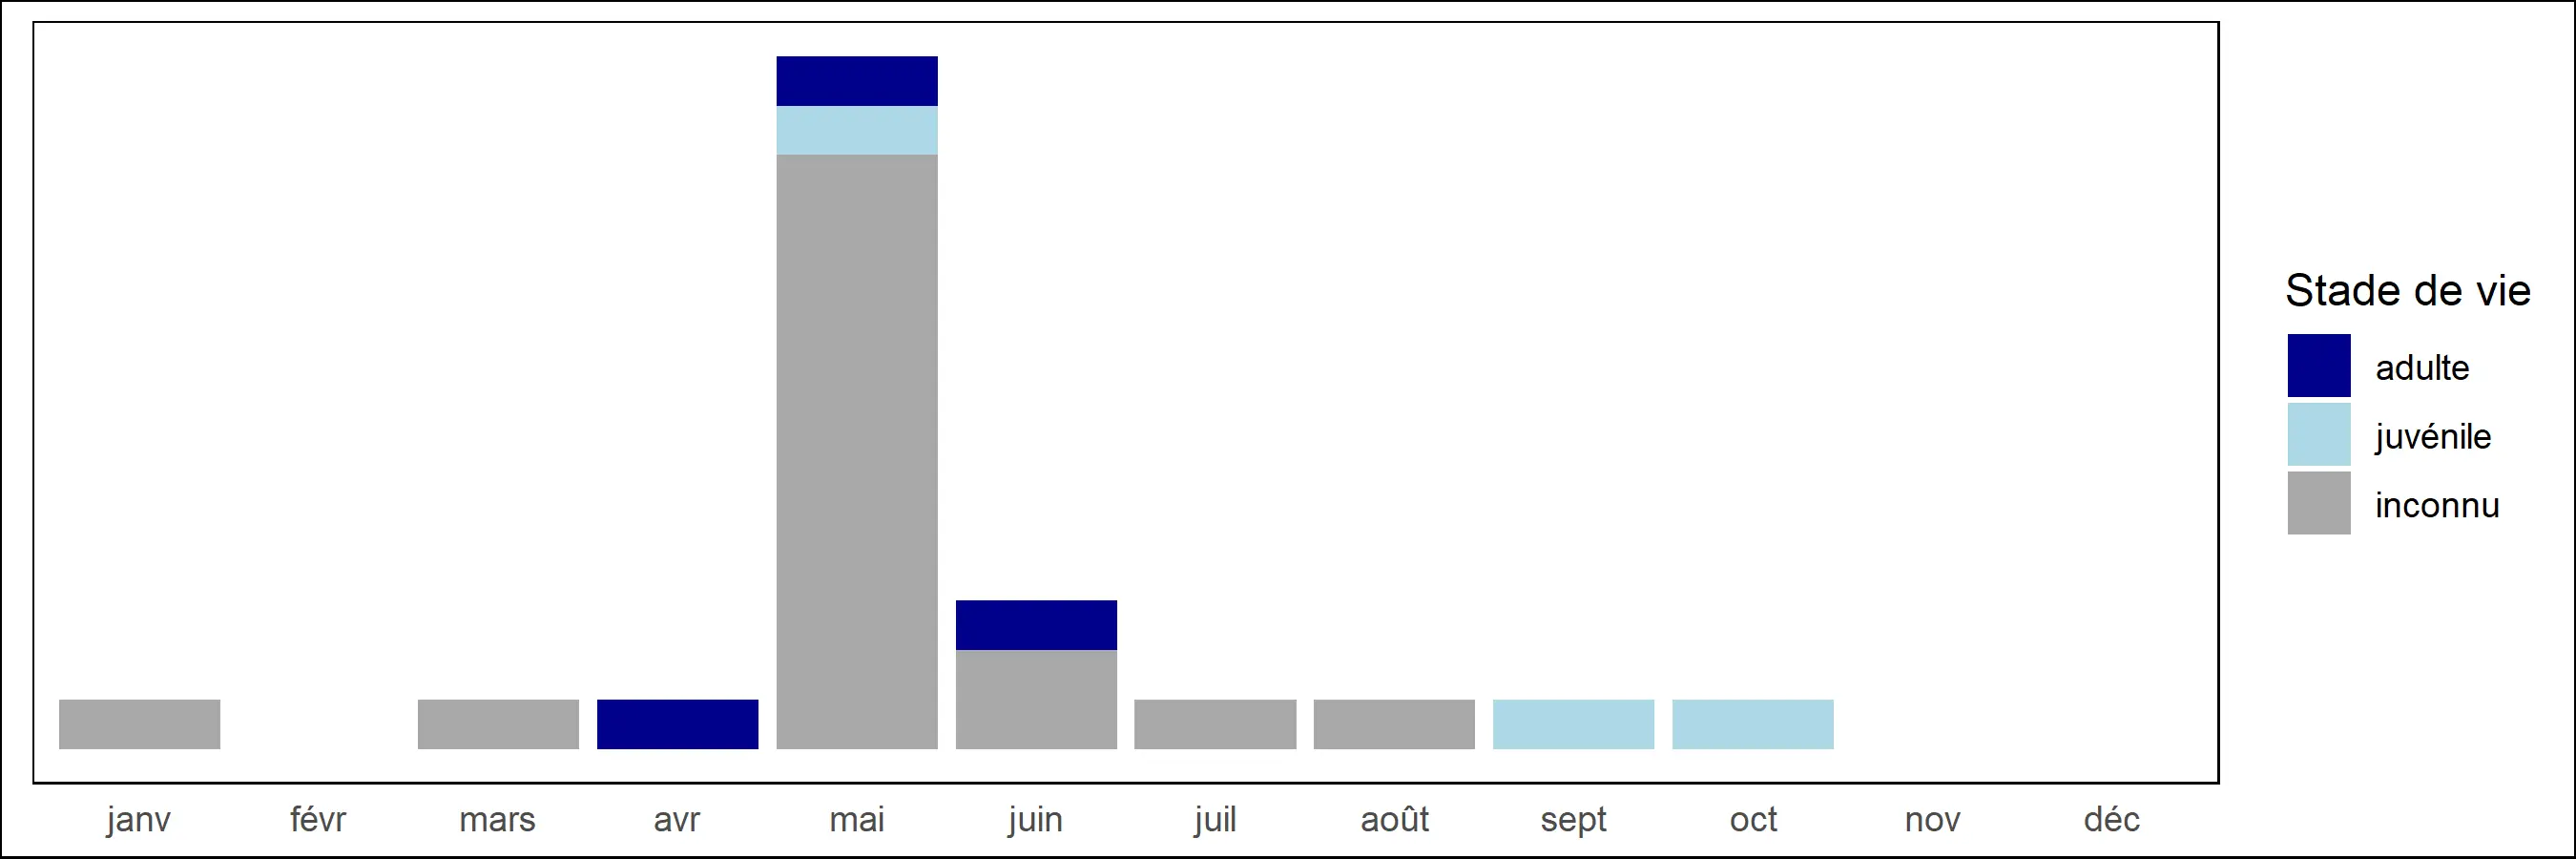 Stade de vie
adulte
juvénile
inconnu
janv févr mars avr mai juin juil août sept oct nov déc